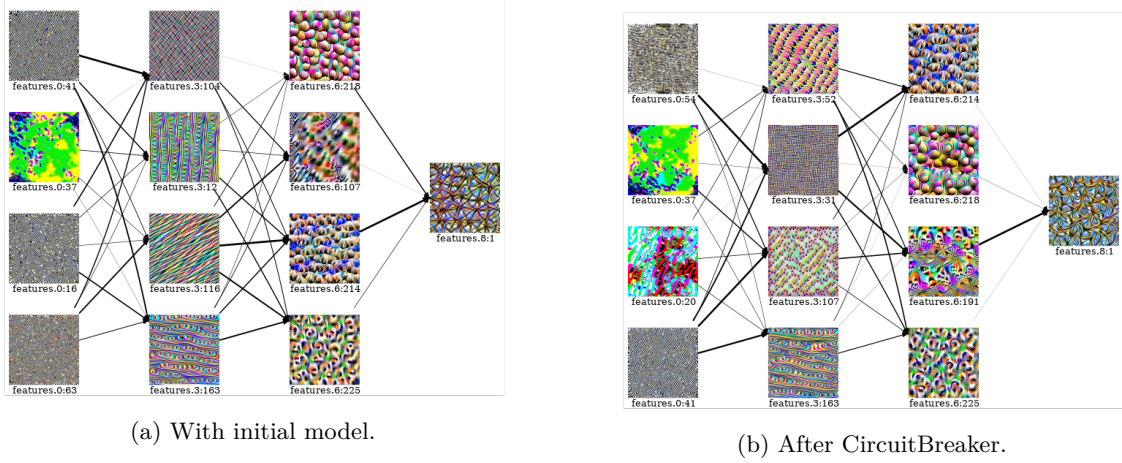 features.0:41
features.3:104
features.6:218
features.0:37
features.3:12
features.6:107
features.0:16
features.3:116
features.6:214
features.8:1
features.0:63
features.3:163
features.6:225
(a) With initial model.
features.0:54
features.3:52
features.6:214
features.0:37
features.3:31
features.6:218
features.8:1
features.0:20
features.3:107
features.6:191
features.0:41
features.3:163
features.6:225
(b) After CircuitBreaker.